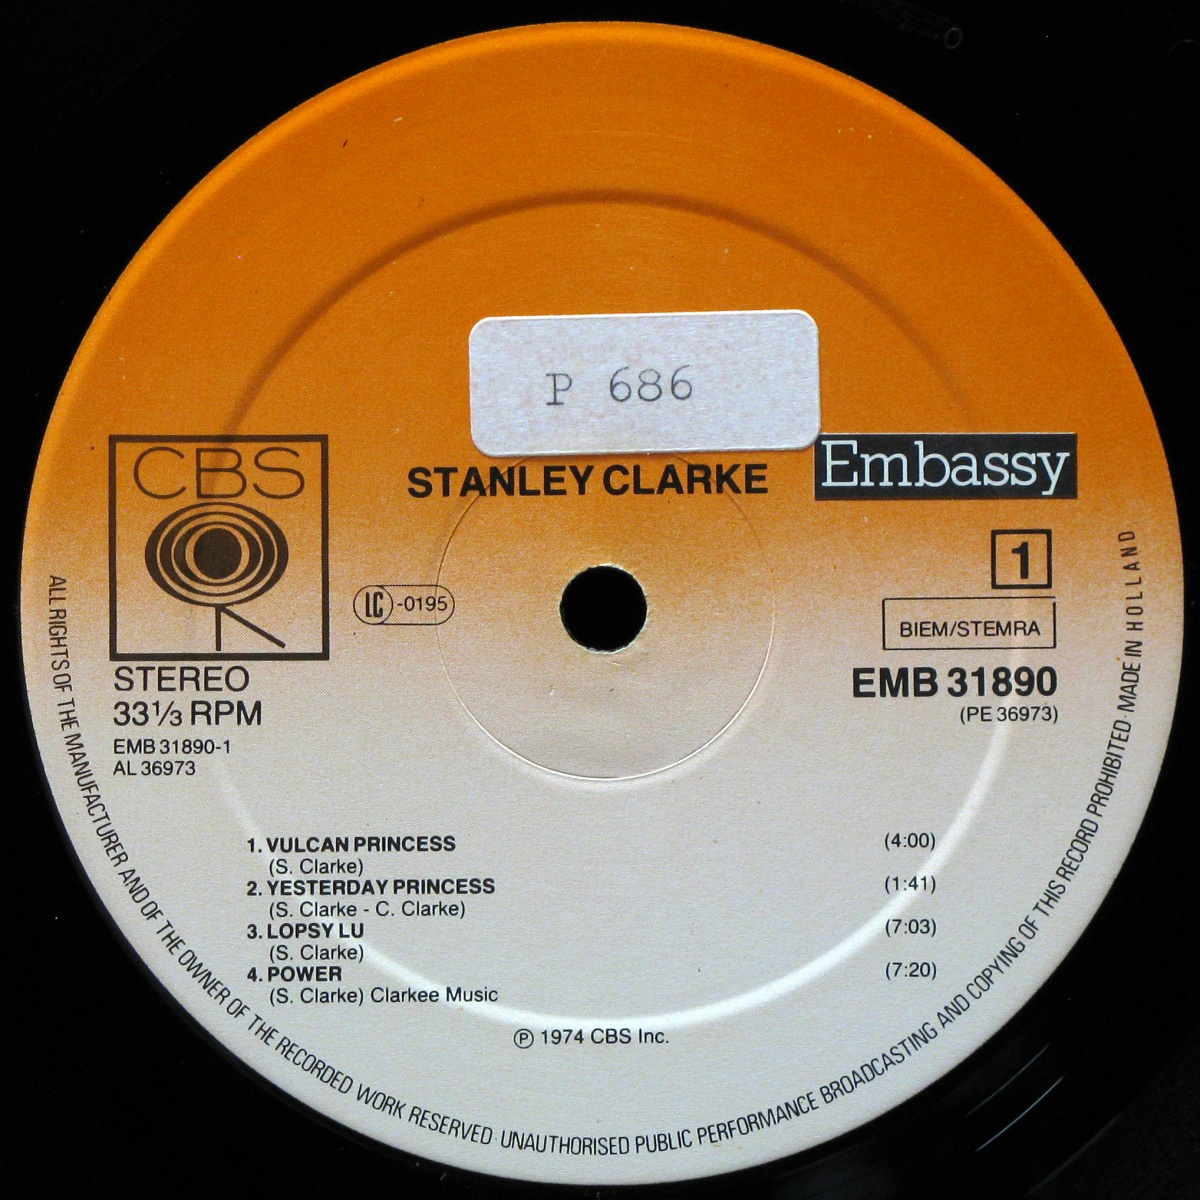 P 686
CBS
STANLEY CLARKE
Embassy
1
LC -0195
BIEM/STEMRA
STEREO
33⅓ RPM
EMB 31890
(PE 36973)
EMB 31890-1
AL 36973
1. VULCAN PRINCESS (4:00)
(S. Clarke)
2. YESTERDAY PRINCESS (1:41)
(S. Clarke - C. Clarke)
3. LOPSY LU (7:03)
(S. Clarke)
4. POWER (7:20)
(S. Clarke) Clarkee Music
℗ 1974 CBS Inc.
ALL RIGHTS OF THE MANUFACTURER AND OF THE OWNER OF THE RECORDED WORK RESERVED · UNAUTHORISED PUBLIC PERFORMANCE BROADCASTING AND COPYING OF THIS RECORD PROHIBITED · MADE IN HOLLAND